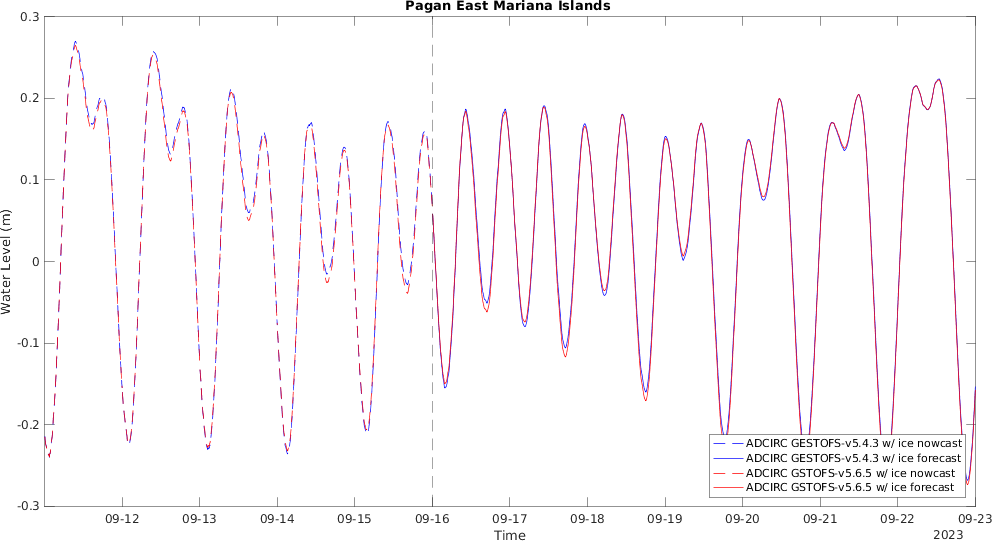 Pagan East Mariana Islands
0.3
0.2
0.1
0
-0.1
-0.2
-0.3
Water Level (m)
ADCIRC GESTOFS-v5.4.3 w/ ice nowcast
ADCIRC GESTOFS-v5.4.3 w/ ice forecast
ADCIRC GSTOFS-v5.6.5 w/ ice nowcast
ADCIRC GSTOFS-v5.6.5 w/ ice forecast
09-12 09-13 09-14 09-15 09-16 09-17 09-18 09-19 09-20 09-21 09-22 09-23
Time
2023